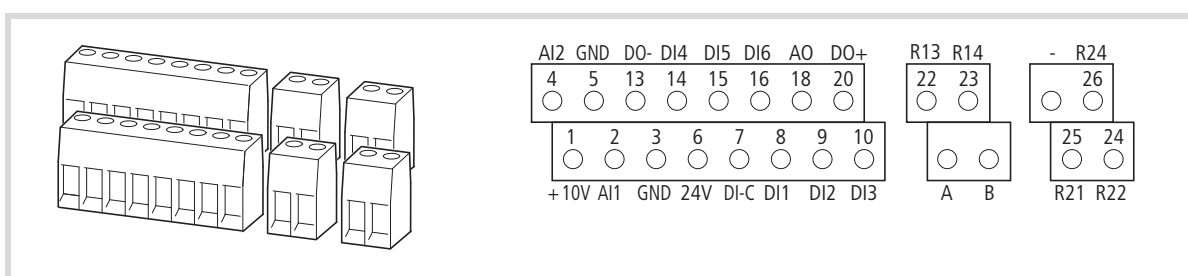 AI2 GND DO- DI4 DI5 DI6 AO DO+ R13 R14 - R24
4 5 13 14 15 16 18 20 22 23 26
1 2 3 6 7 8 9 10 25 24
+10V AI1 GND 24V DI-C DI1 DI2 DI3 A B R21 R22